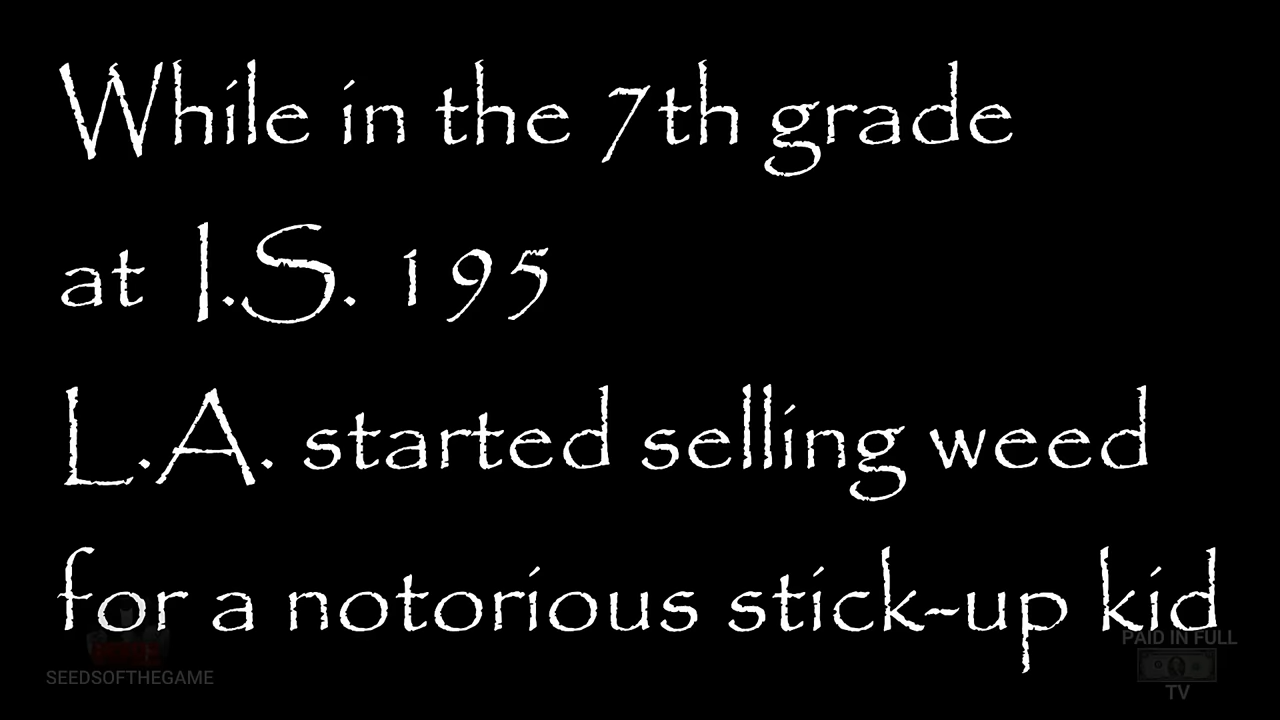 While in the 7th grade
at I.S. 195
L.A. started selling weed
for a notorious stick-up kid
SEEDSOFTHEGAME
PAID IN FULL
TV